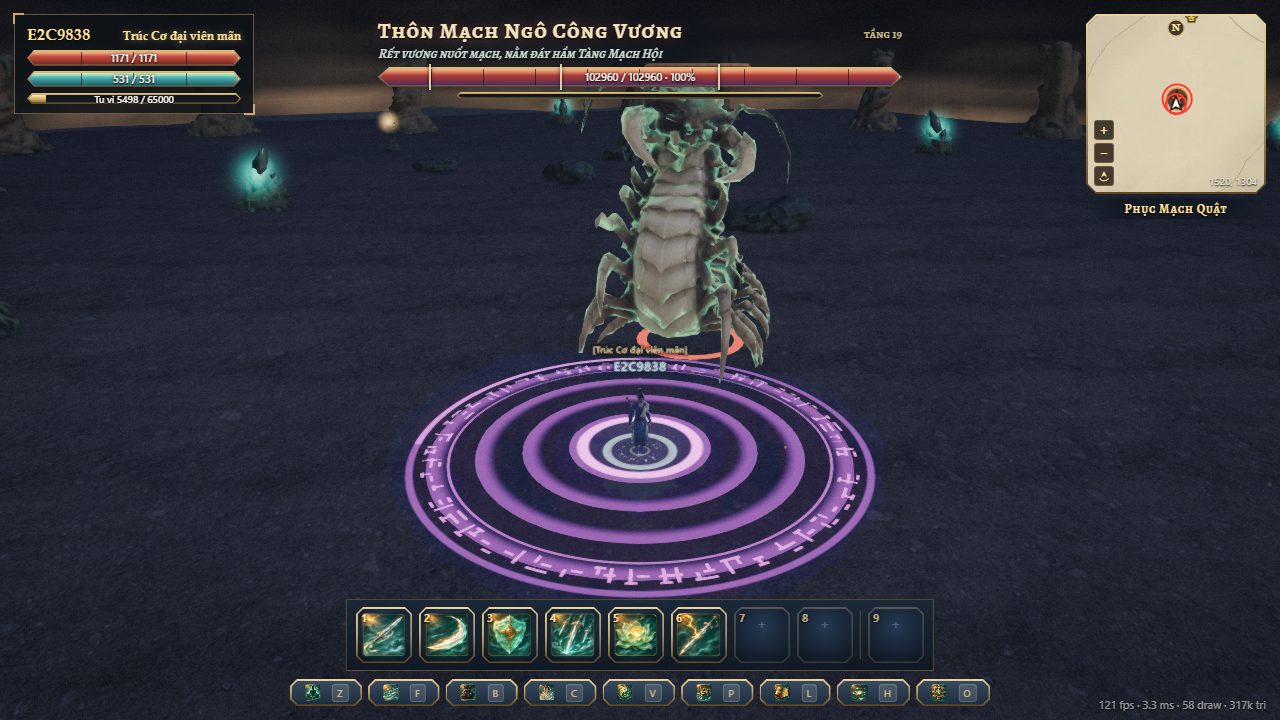 E2C9838 Trúc Cơ đại viên mãn
1171 / 1171
531 / 531
Tu vi 5498 / 65000
Thôn Mạch Ngô Công Vương
TẦNG 19
Rết vương nuốt mạch, nằm đáy hầm Tàng Mạch Hội
102960 / 102960 · 100%
N
+
−
1520, 1304
Phục Mạch Quật
[Trúc Cơ đại viên mãn]
E2C9838
1 2 3 4 5 6 7 8 9
+ + +
Z F B C V P L H O
121 fps · 3.3 ms · 58 draw · 317k tri